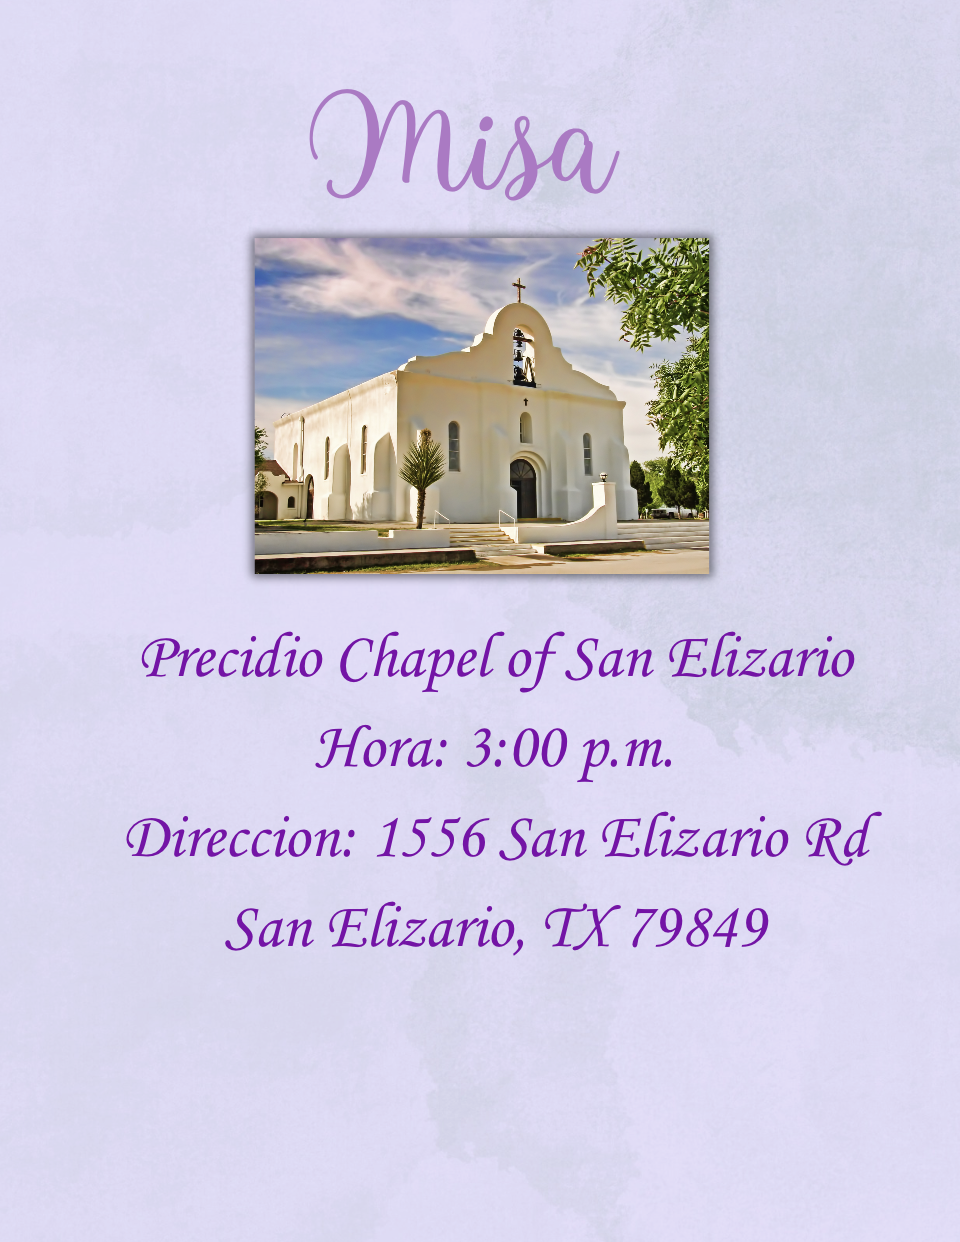 Misa
Precidio Chapel of San Elizario
Hora: 3:00 p.m.
Direccion: 1556 San Elizario Rd
San Elizario, TX 79849